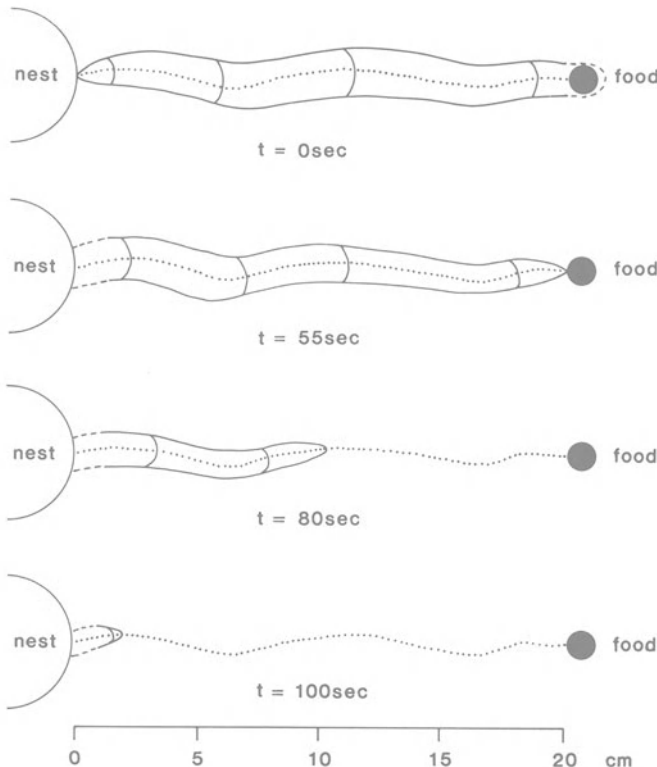 nest food
t = 0sec
nest food
t = 55sec
nest food
t = 80sec
nest food
t = 100sec
0 5 10 15 20 cm